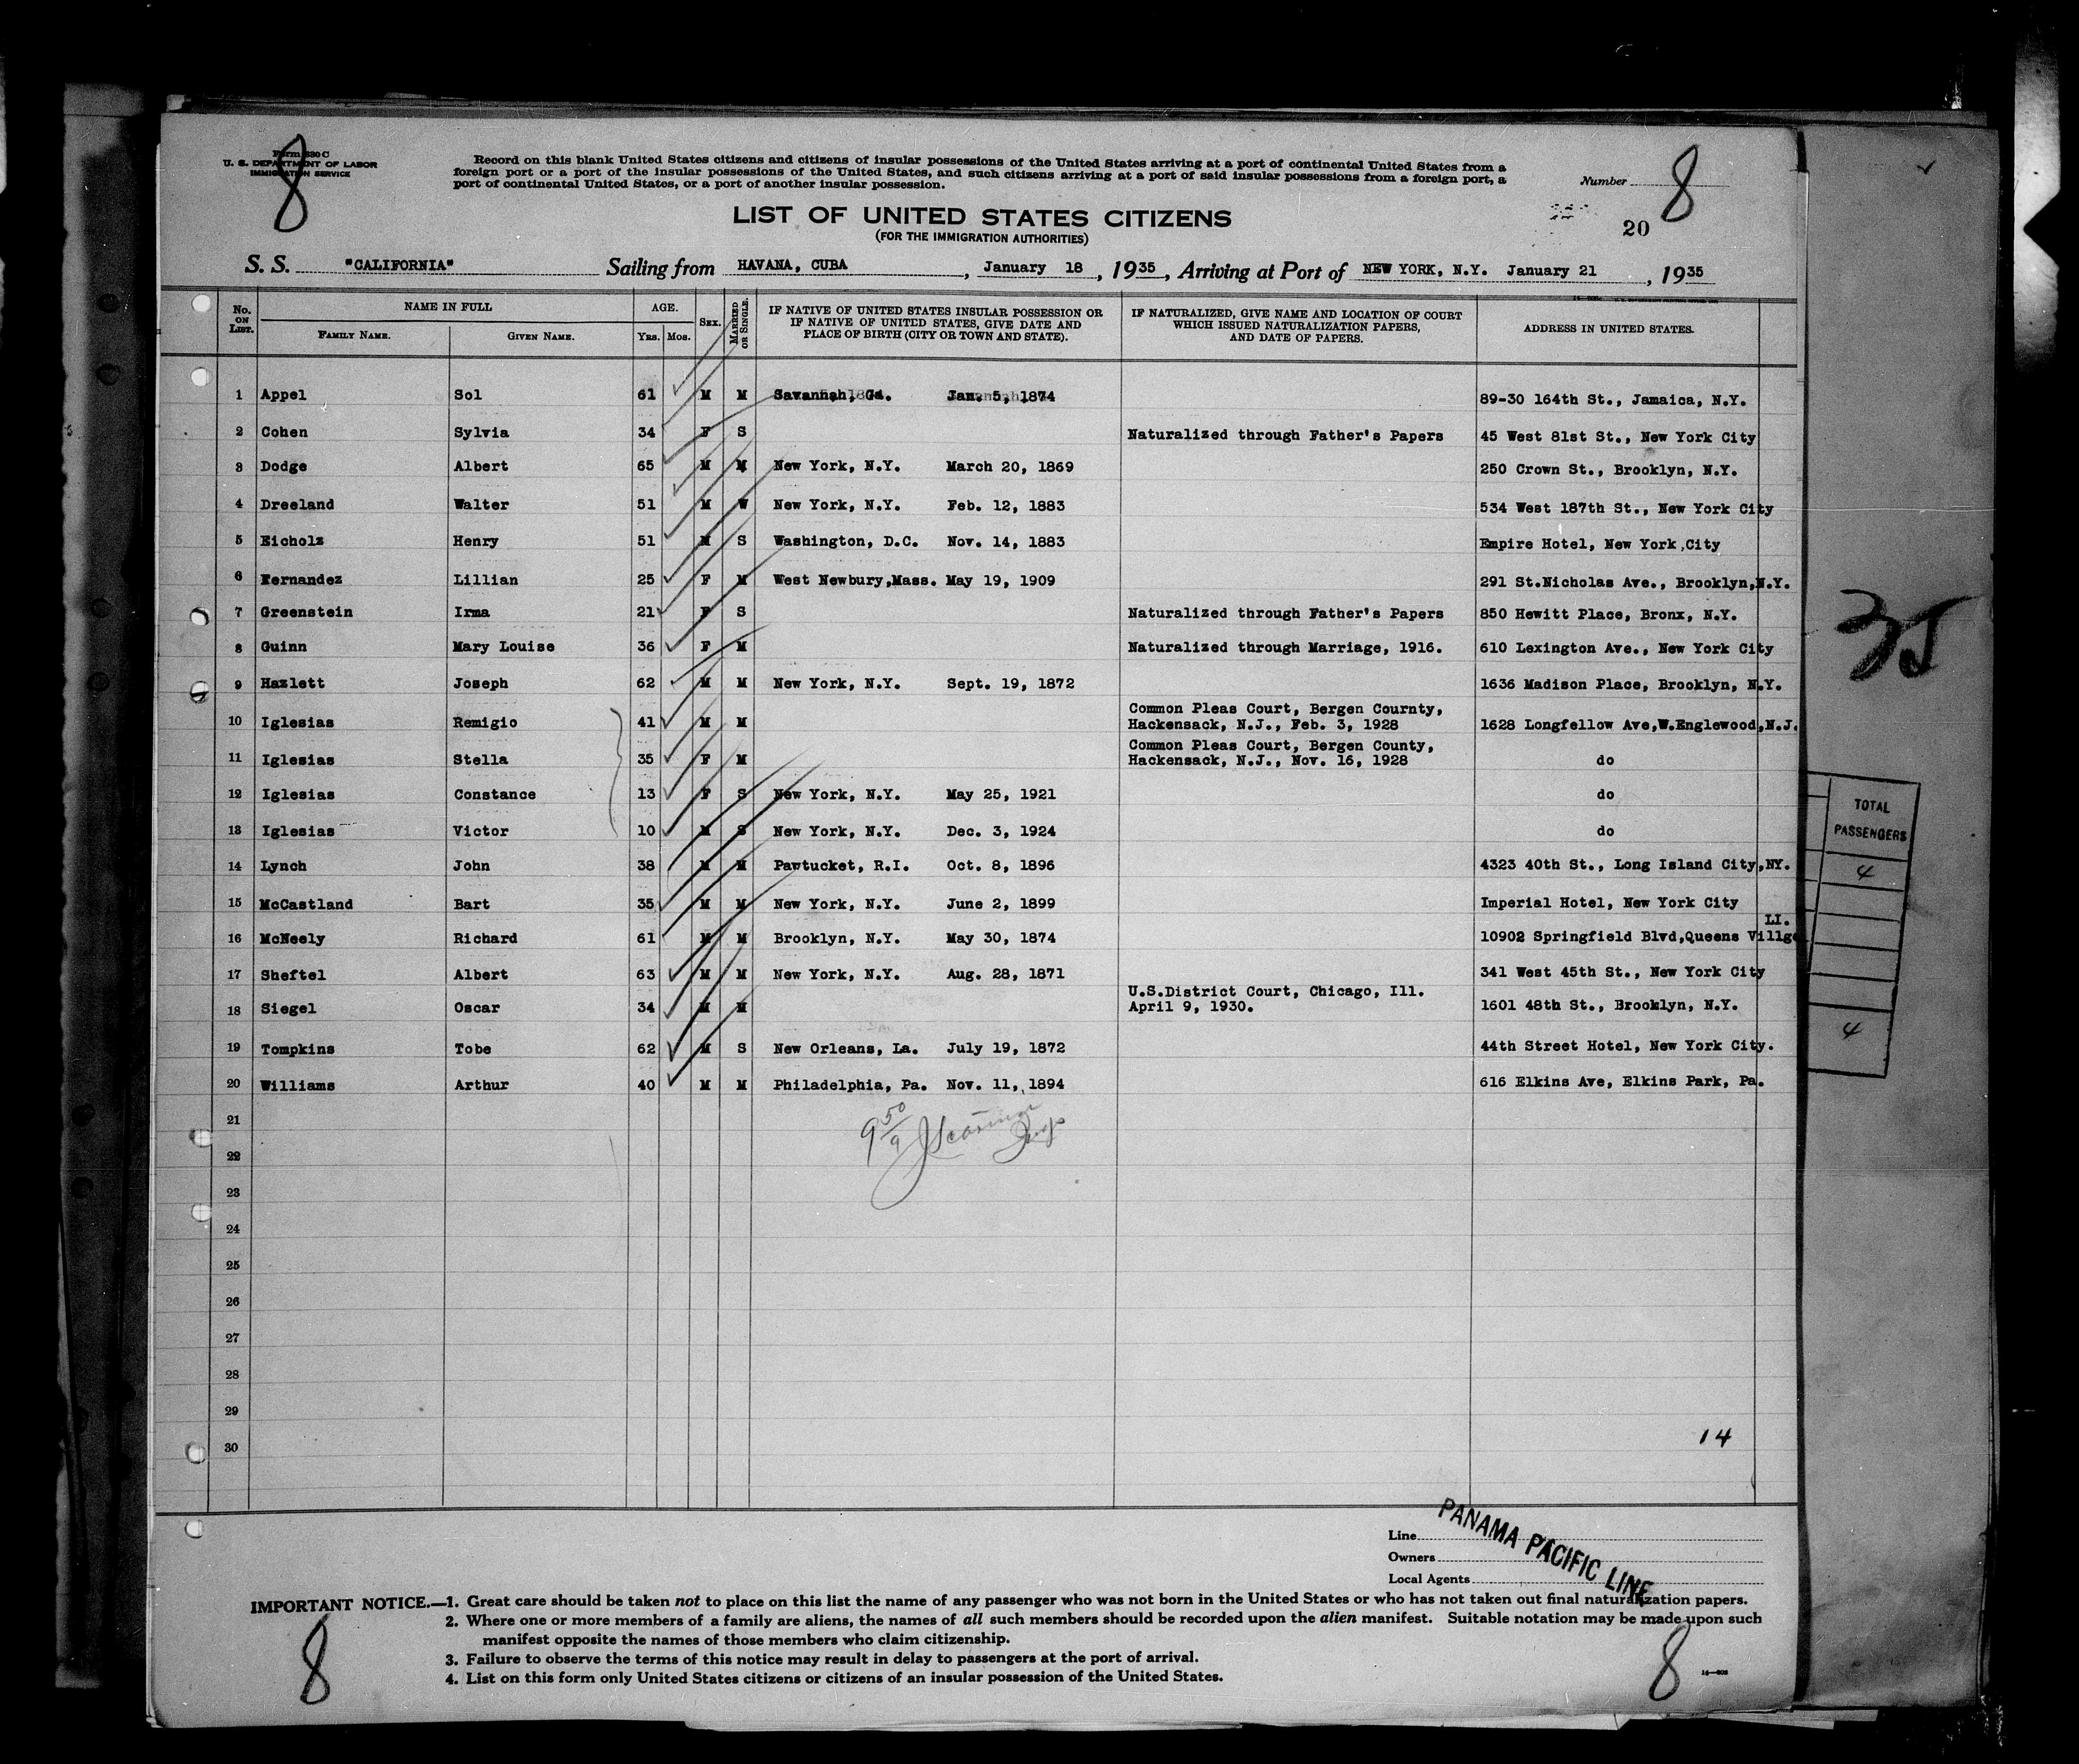 8
Form 630 C
U. S. DEPARTMENT OF LABOR
IMMIGRATION SERVICE
Record on this blank United States citizens and citizens of insular possessions of the United States arriving at a port of continental United States from a
foreign port or a port of the insular possessions of the United States, and such citizens arriving at a port of said insular possessions from a foreign port, a
port of continental United States, or a port of another insular possession.
Number 8
20
LIST OF UNITED STATES CITIZENS
(FOR THE IMMIGRATION AUTHORITIES)
S. S. "CALIFORNIA" Sailing from HAVANA, CUBA, January 18, 1935, Arriving at Port of NEW YORK, N.Y. January 21, 1935
No. ON LIST. NAME IN FULL FAMILY NAME. GIVEN NAME. AGE. YRS. MOS. SEX. MARRIED OR SINGLE. IF NATIVE OF UNITED STATES INSULAR POSSESSION OR IF NATIVE OF UNITED STATES, GIVE DATE AND PLACE OF BIRTH (CITY OR TOWN AND STATE). IF NATURALIZED, GIVE NAME AND LOCATION OF COURT WHICH ISSUED NATURALIZATION PAPERS, AND DATE OF PAPERS. ADDRESS IN UNITED STATES.
1 Appel Sol 61 M M Savannah, Ga. Jan. 5, 1874 89-30 164th St., Jamaica, N.Y.
2 Cohen Sylvia 34 F S Naturalized through Father's Papers 45 West 81st St., New York City
3 Dodge Albert 65 M M New York, N.Y. March 20, 1869 250 Crown St., Brooklyn, N.Y.
4 Dreeland Walter 51 M W New York, N.Y. Feb. 12, 1883 534 West 187th St., New York City
5 Eicholz Henry 51 M S Washington, D.C. Nov. 14, 1883 Empire Hotel, New York City
6 Fernandez Lillian 25 F M West Newbury,Mass. May 19, 1909 291 St.Nicholas Ave., Brooklyn,N.Y.
7 Greenstein Irma 21 F S Naturalized through Father's Papers 850 Hewitt Place, Bronx, N.Y.
8 Guinn Mary Louise 36 F M Naturalized through Marriage, 1916. 610 Lexington Ave., New York City
9 Hazlett Joseph 62 M M New York, N.Y. Sept. 19, 1872 1636 Madison Place, Brooklyn, N.Y.
10 Iglesias Remigio 41 M M Common Pleas Court, Bergen Cournty, Hackensack, N.J., Feb. 3, 1928 1628 Longfellow Ave,W.Englewood,N.J.
11 Iglesias Stella 35 F M Common Pleas Court, Bergen County, Hackensack, N.J., Nov. 16, 1928 do
12 Iglesias Constance 13 F S New York, N.Y. May 25, 1921 do
13 Iglesias Victor 10 M S New York, N.Y. Dec. 3, 1924 do
14 Lynch John 38 M M Pawtucket, R.I. Oct. 8, 1896 4323 40th St., Long Island City,NY.
15 McCastland Bart 35 M M New York, N.Y. June 2, 1899 Imperial Hotel, New York City
LI.
16 McNeely Richard 61 M M Brooklyn, N.Y. May 30, 1874 10902 Springfield Blvd,Queens Villge
17 Sheftel Albert 63 M M New York, N.Y. Aug. 28, 1871 341 West 45th St., New York City
18 Siegel Oscar 34 M M U.S.District Court, Chicago, Ill. April 9, 1930. 1601 48th St., Brooklyn, N.Y.
19 Tompkins Tobe 62 M S New Orleans, La. July 19, 1872 44th Street Hotel, New York City.
20 Williams Arthur 40 M M Philadelphia, Pa. Nov. 11, 1894 616 Elkins Ave, Elkins Park, Pa.
21
22
23
24
25
26
27
28
29
30
14
TOTAL
PASSENGERS
4
4
Line
Owners
Local Agents
PANAMA PACIFIC LINE
IMPORTANT NOTICE.—1. Great care should be taken not to place on this list the name of any passenger who was not born in the United States or who has not taken out final naturalization papers.
2. Where one or more members of a family are aliens, the names of all such members should be recorded upon the alien manifest. Suitable notation may be made upon such
manifest opposite the names of those members who claim citizenship.
3. Failure to observe the terms of this notice may result in delay to passengers at the port of arrival.
4. List on this form only United States citizens or citizens of an insular possession of the United States.
8
8